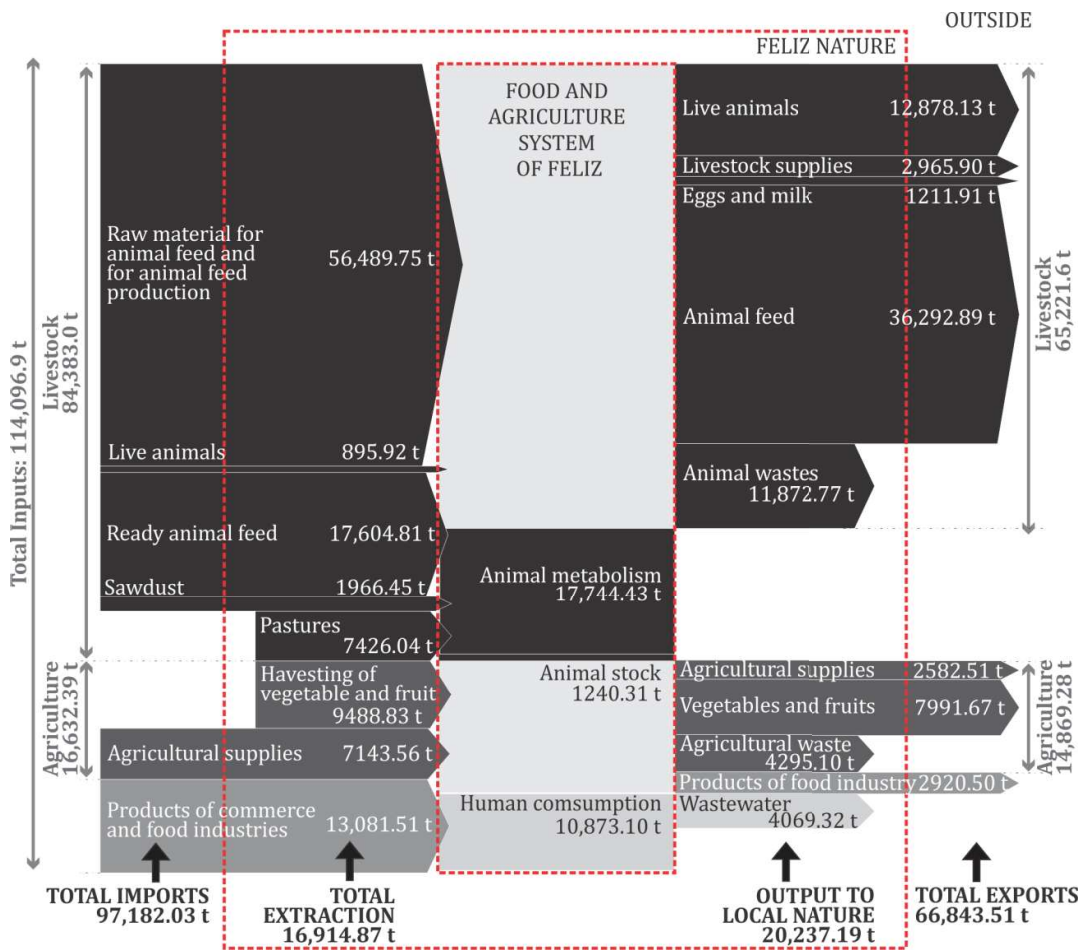 OUTSIDE
FELIZ NATURE
FOOD AND
AGRICULTURE
SYSTEM
OF FELIZ
Total Inputs: 114,096.9 t
Livestock
84,383.0 t
Agriculture
16,632.39 t
Raw material for
animal feed and
for animal feed
production
56,489.75 t
Live animals 895.92 t
Ready animal feed 17,604.81 t
Sawdust 1966.45 t
Pastures
7426.04 t
Havesting of
vegetable and fruit
9488.83 t
Agricultural supplies 7143.56 t
Products of commerce
and food industries
13,081.51 t
Animal metabolism
17,744.43 t
Animal stock
1240.31 t
Human comsumption
10,873.10 t
Live animals 12,878.13 t
Livestock supplies 2,965.90 t
Eggs and milk 1211.91 t
Animal feed 36,292.89 t
Animal wastes
11,872.77 t
Agricultural supplies 2582.51 t
Vegetables and fruits 7991.67 t
Agricultural waste
4295.10 t
Products of food industry 2920.50 t
Wastewater
4069.32 t
Livestock
65,221.6 t
Agriculture
14,869.28 t
TOTAL IMPORTS
97,182.03 t
TOTAL
EXTRACTION
16,914.87 t
OUTPUT TO
LOCAL NATURE
20,237.19 t
TOTAL EXPORTS
66,843.51 t